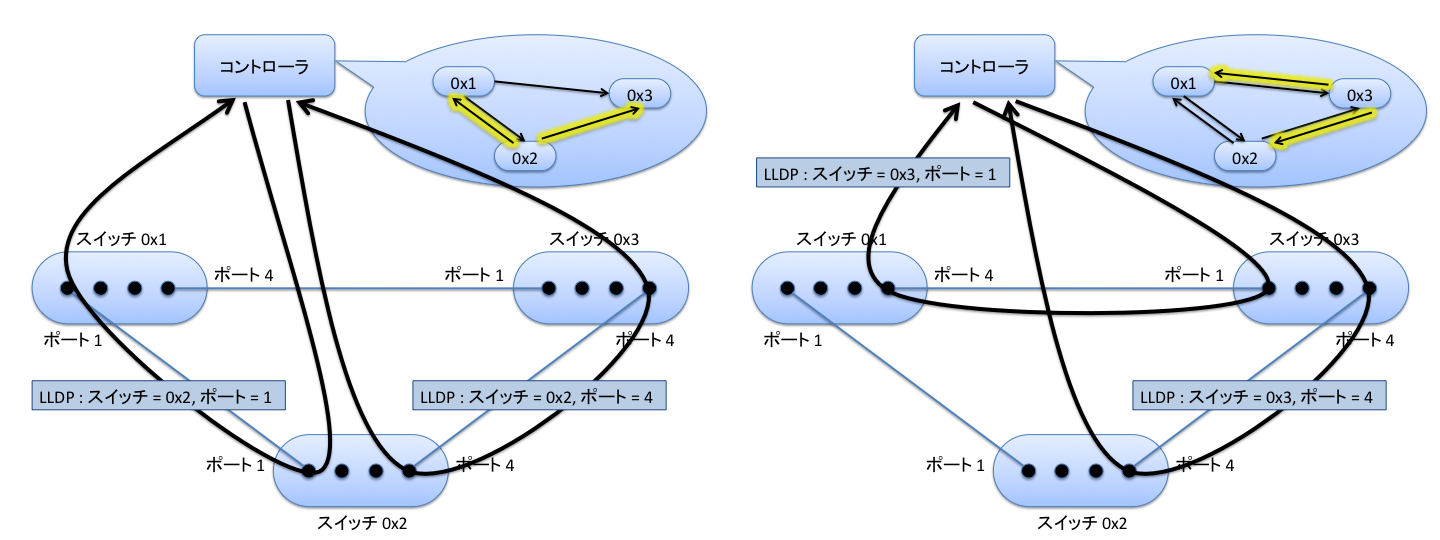 コントローラ
0x1
0x3
0x2
スイッチ 0x1
スイッチ 0x3
ポート 4
ポート 1
ポート 1
ポート 4
LLDP : スイッチ = 0x2, ポート = 1
LLDP : スイッチ = 0x2, ポート = 4
ポート 1
ポート 4
スイッチ 0x2
コントローラ
0x1
0x3
0x2
LLDP : スイッチ = 0x3, ポート = 1
スイッチ 0x1
スイッチ 0x3
ポート 4
ポート 1
ポート 1
ポート 4
LLDP : スイッチ = 0x3, ポート = 4
ポート 1
ポート 4
スイッチ 0x2